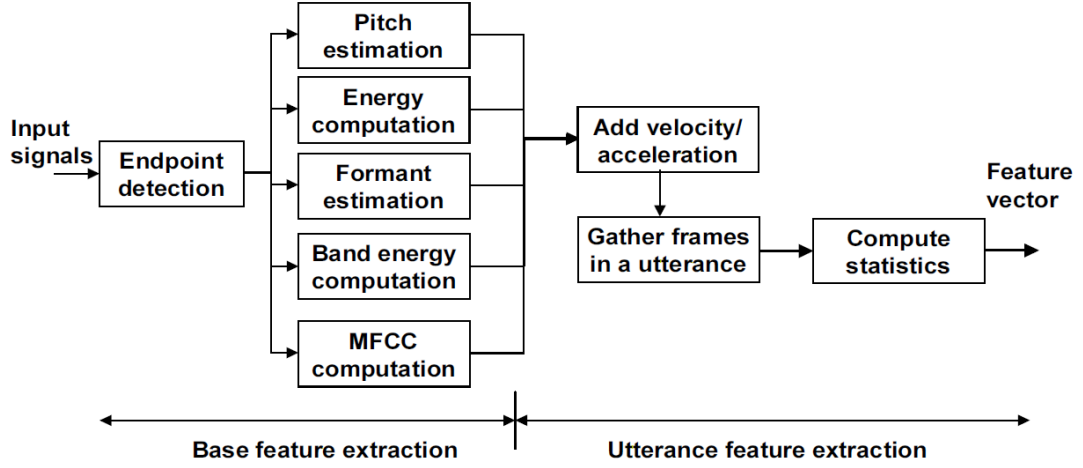 Input
signals
Endpoint
detection
Pitch
estimation
Energy
computation
Formant
estimation
Band energy
computation
MFCC
computation
Add velocity/
acceleration
Gather frames
in a utterance
Compute
statistics
Feature
vector
Base feature extraction
Utterance feature extraction